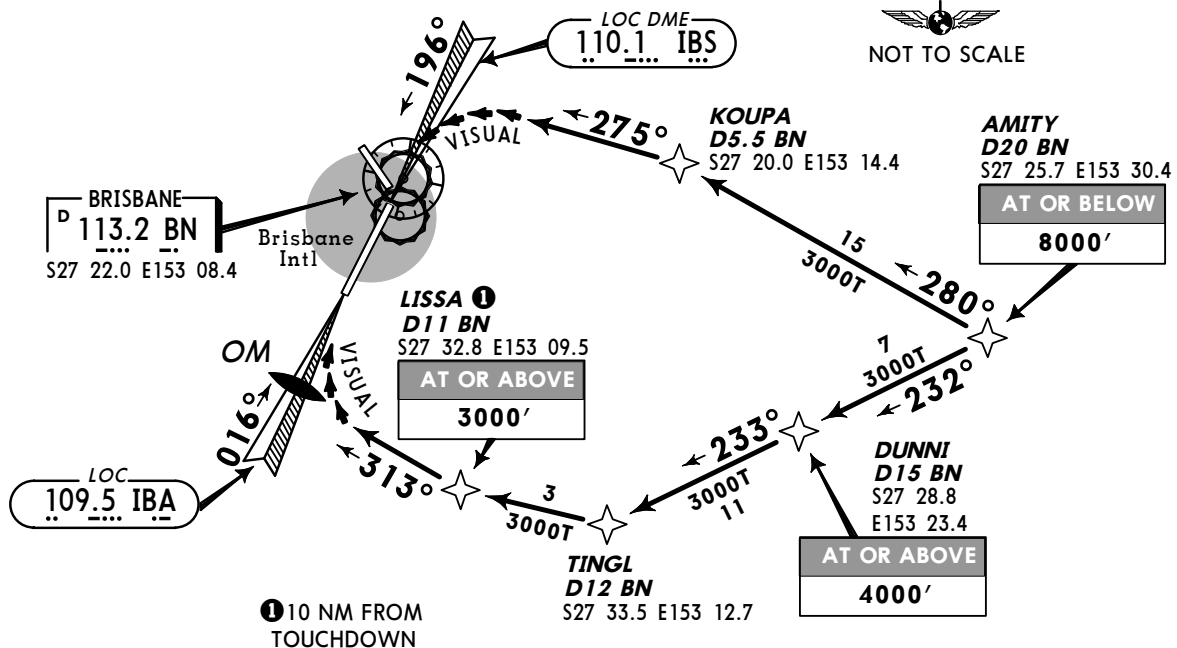 LOC DME
110.1 IBS
NOT TO SCALE
196°
VISUAL
275°
KOUPA
D5.5 BN
S27 20.0 E153 14.4
AMITY
D20 BN
S27 25.7 E153 30.4
AT OR BELOW
8000′
BRISBANE
D 113.2 BN
S27 22.0 E153 08.4
Brisbane
Intl
15
3000T
280°
LISSA ❶
D11 BN
S27 32.8 E153 09.5
AT OR ABOVE
3000′
7
3000T
232°
OM
VISUAL
016°
313°
233°
3000T
11
DUNNI
D15 BN
S27 28.8
E153 23.4
AT OR ABOVE
4000′
LOC
109.5 IBA
3
3000T
TINGL
D12 BN
S27 33.5 E153 12.7
❶10 NM FROM
TOUCHDOWN